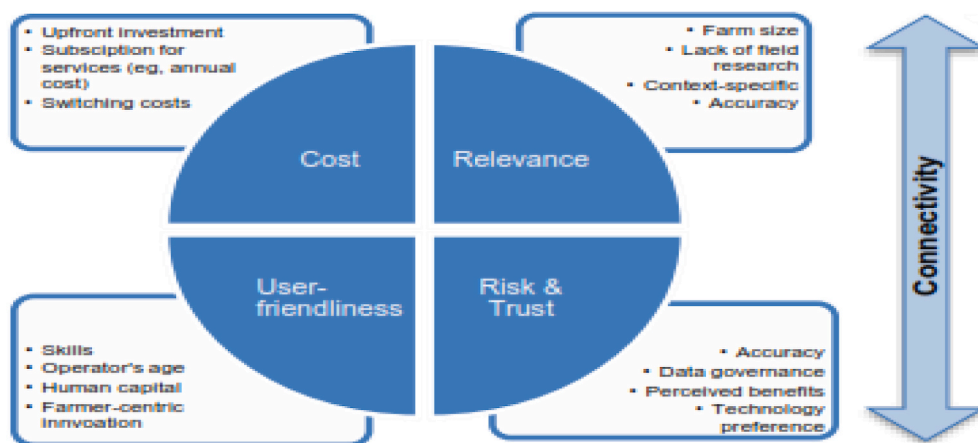 • Upfront investment
• Subsciption for
services (eg, annual
cost)
• Switching costs
• Farm size
• Lack of field
research
• Context-specific
• Accuracy
Cost
Relevance
User-
friendliness
Risk &
Trust
• Skills
• Operator's age
• Human capital
• Farmer-centric
innvoation
• Accuracy
• Data governance
• Perceived benefits
• Technology
preference
Connectivity